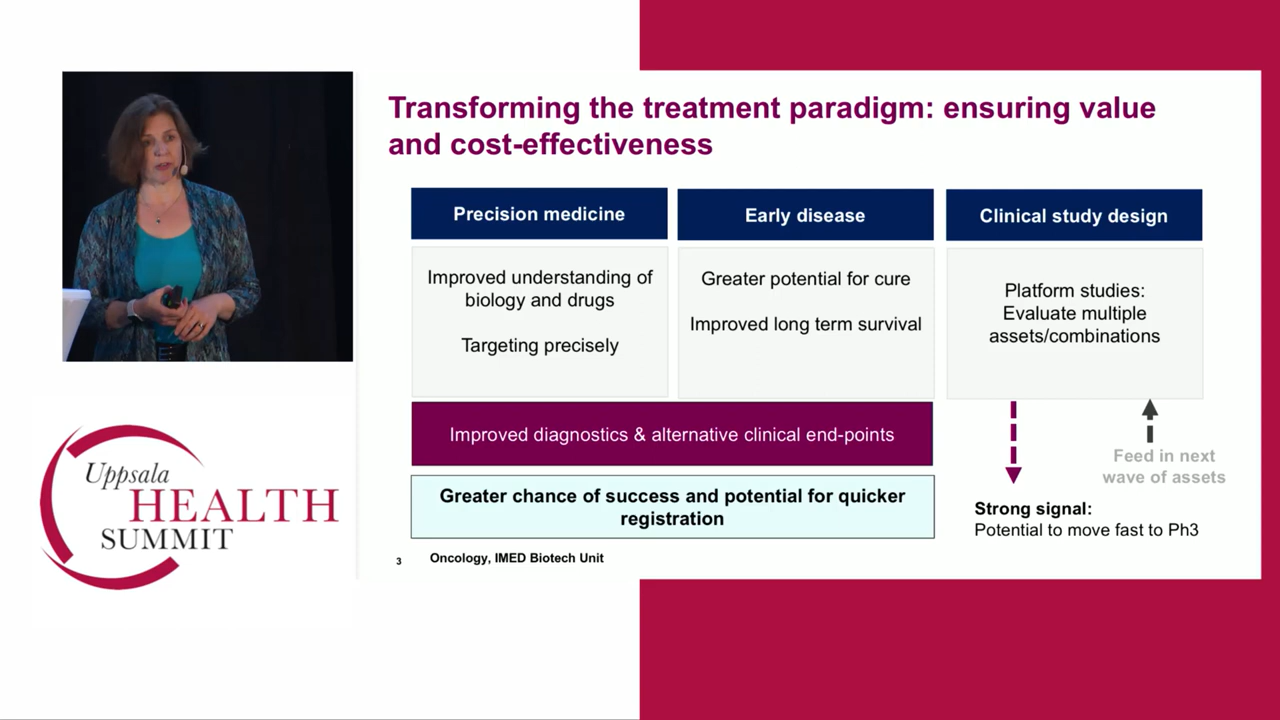 Transforming the treatment paradigm: ensuring value
and cost-effectiveness
Precision medicine
Early disease
Clinical study design
Improved understanding of
biology and drugs
Targeting precisely
Greater potential for cure
Improved long term survival
Platform studies:
Evaluate multiple
assets/combinations
Improved diagnostics & alternative clinical end-points
Feed in next
wave of assets
Greater chance of success and potential for quicker
registration
Strong signal:
Potential to move fast to Ph3
3
Oncology, IMED Biotech Unit
Uppsala
HEALTH
SUMMIT